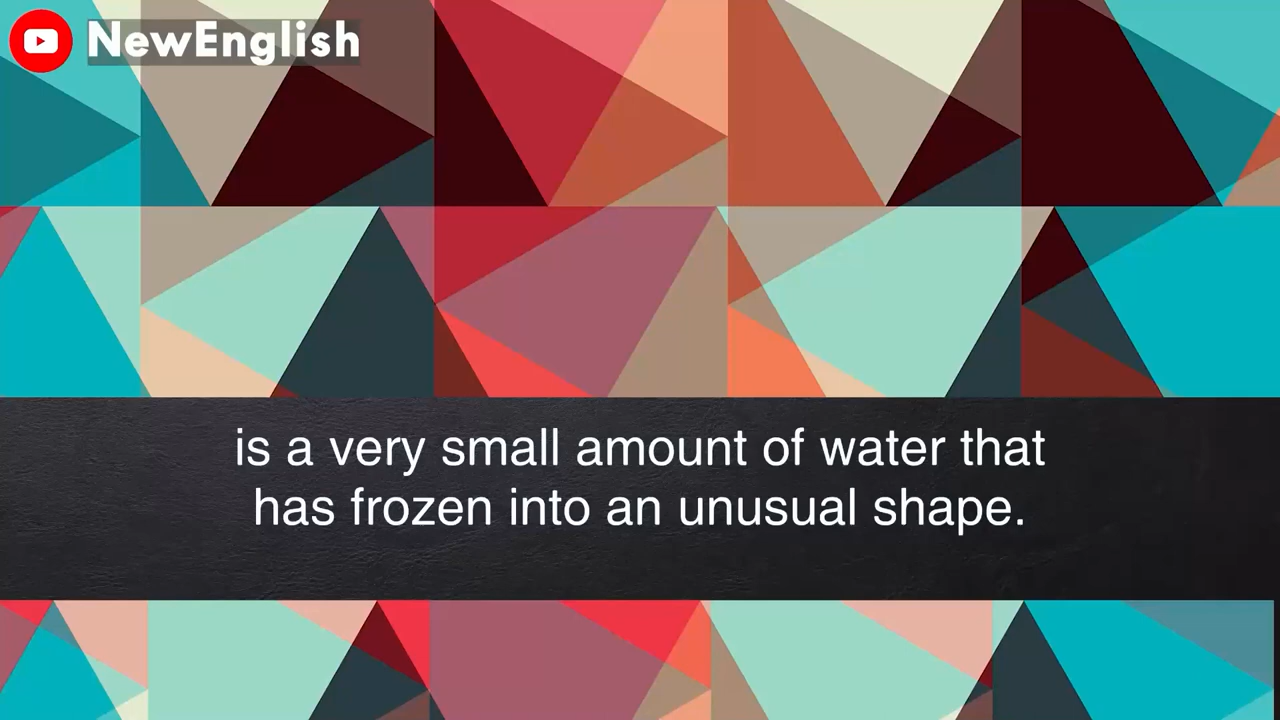 NewEnglish
is a very small amount of water that
has frozen into an unusual shape.